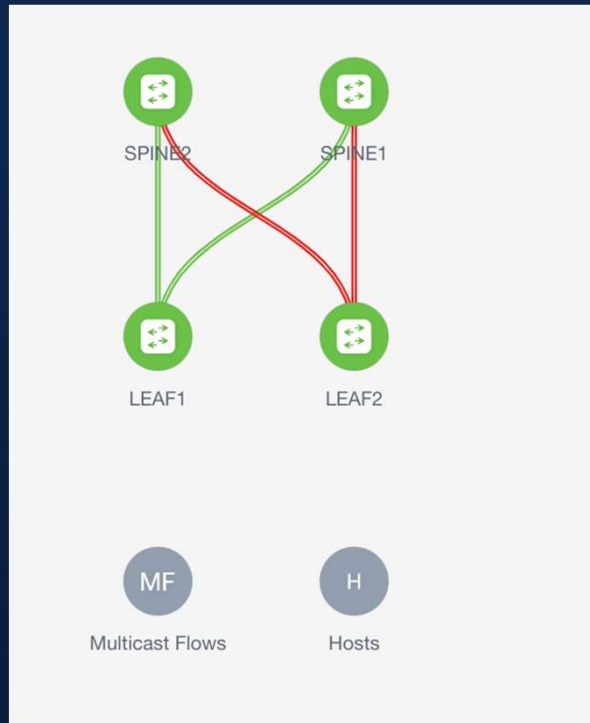 SPINE2
SPINE1
LEAF1
LEAF2
MF
H
Multicast Flows
Hosts